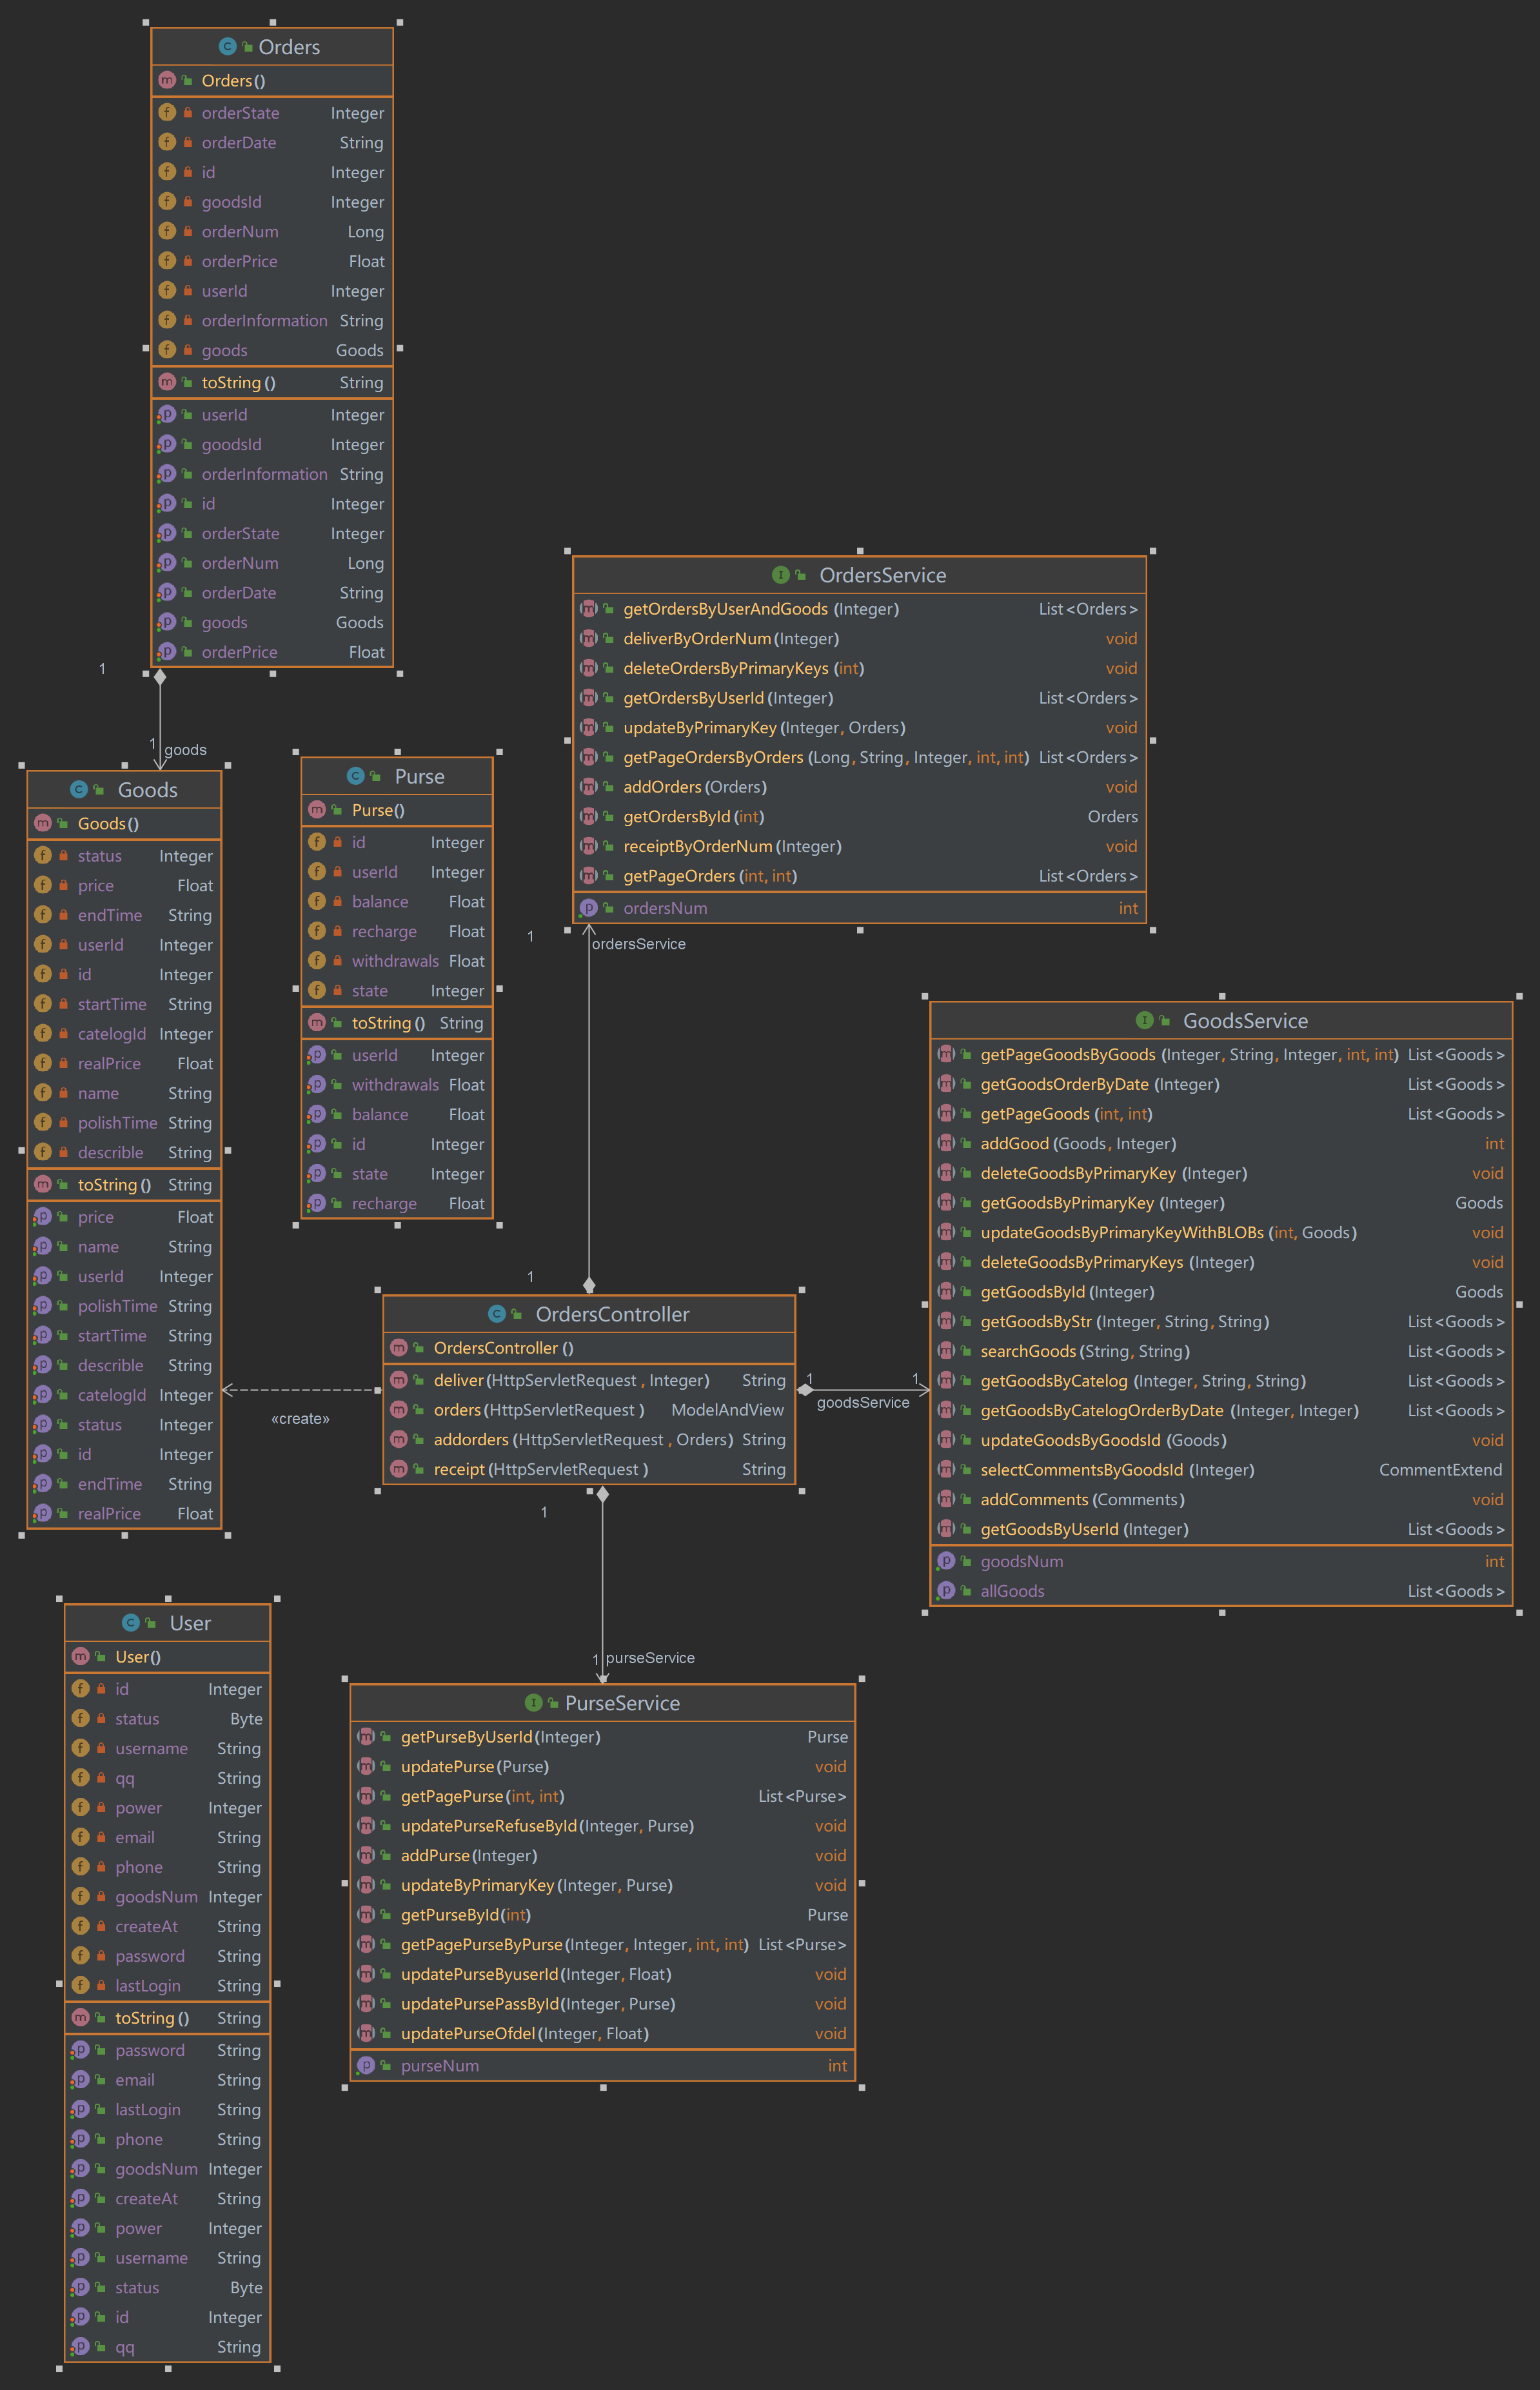 Orders
Orders()
orderState Integer
orderDate String
id Integer
goodsId Integer
orderNum Long
orderPrice Float
userId Integer
orderInformation String
goods Goods
toString() String
userId Integer
goodsId Integer
orderInformation String
id Integer
orderState Integer
orderNum Long
orderDate String
goods Goods
orderPrice Float
1
1
goods
Goods
Goods()
status Integer
price Float
endTime String
userId Integer
id Integer
startTime String
catelogId Integer
realPrice Float
name String
polishTime String
describle String
toString() String
price Float
name String
userId Integer
polishTime String
startTime String
describle String
catelogId Integer
status Integer
id Integer
endTime String
realPrice Float
Purse
Purse()
id Integer
userId Integer
balance Float
recharge Float
withdrawals Float
state Integer
toString() String
userId Integer
withdrawals Float
balance Float
id Integer
state Integer
recharge Float
OrdersService
getOrdersByUserAndGoods(Integer) List<Orders>
deliverByOrderNum(Integer) void
deleteOrdersByPrimaryKeys(int) void
getOrdersByUserId(Integer) List<Orders>
updateByPrimaryKey(Integer, Orders) void
getPageOrdersByOrders(Long, String, Integer, int, int) List<Orders>
addOrders(Orders) void
getOrdersById(int) Orders
receiptByOrderNum(Integer) void
getPageOrders(int, int) List<Orders>
ordersNum int
1
ordersService
1
GoodsService
getPageGoodsByGoods(Integer, String, Integer, int, int) List<Goods>
getGoodsOrderByDate(Integer) List<Goods>
getPageGoods(int, int) List<Goods>
addGood(Goods, Integer) int
deleteGoodsByPrimaryKey(Integer) void
getGoodsByPrimaryKey(Integer) Goods
updateGoodsByPrimaryKeyWithBLOBs(int, Goods) void
deleteGoodsByPrimaryKeys(Integer) void
getGoodsById(Integer) Goods
getGoodsByStr(Integer, String, String) List<Goods>
searchGoods(String, String) List<Goods>
getGoodsByCatelog(Integer, String, String) List<Goods>
getGoodsByCatelogOrderByDate(Integer, Integer) List<Goods>
updateGoodsByGoodsId(Goods) void
selectCommentsByGoodsId(Integer) CommentExtend
addComments(Comments) void
getGoodsByUserId(Integer) List<Goods>
goodsNum int
allGoods List<Goods>
OrdersController
OrdersController()
deliver(HttpServletRequest, Integer) String
orders(HttpServletRequest) ModelAndView
addorders(HttpServletRequest, Orders) String
receipt(HttpServletRequest) String
«create»
1
1
goodsService
1
1
purseService
User
User()
id Integer
status Byte
username String
qq String
power Integer
email String
phone String
goodsNum Integer
createAt String
password String
lastLogin String
toString() String
password String
email String
lastLogin String
phone String
goodsNum Integer
createAt String
power Integer
username String
status Byte
id Integer
qq String
PurseService
getPurseByUserId(Integer) Purse
updatePurse(Purse) void
getPagePurse(int, int) List<Purse>
updatePurseRefuseById(Integer, Purse) void
addPurse(Integer) void
updateByPrimaryKey(Integer, Purse) void
getPurseById(int) Purse
getPagePurseByPurse(Integer, Integer, int, int) List<Purse>
updatePurseByuserId(Integer, Float) void
updatePursePassById(Integer, Purse) void
updatePurseOfdel(Integer, Float) void
purseNum int